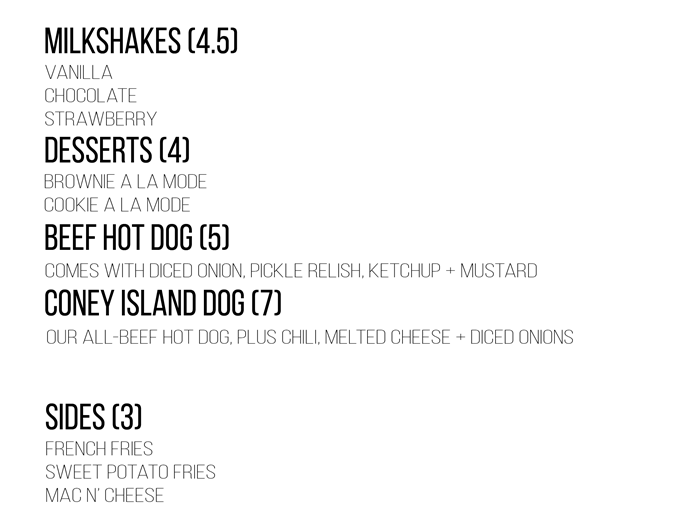 MILKSHAKES (4.5)
VANILLA
CHOCOLATE
STRAWBERRY
DESSERTS (4)
BROWNIE A LA MODE
COOKIE A LA MODE
BEEF HOT DOG (5)
COMES WITH DICED ONION, PICKLE RELISH, KETCHUP + MUSTARD
CONEY ISLAND DOG (7)
OUR ALL-BEEF HOT DOG, PLUS CHILI, MELTED CHEESE + DICED ONIONS
SIDES (3)
FRENCH FRIES
SWEET POTATO FRIES
MAC N' CHEESE